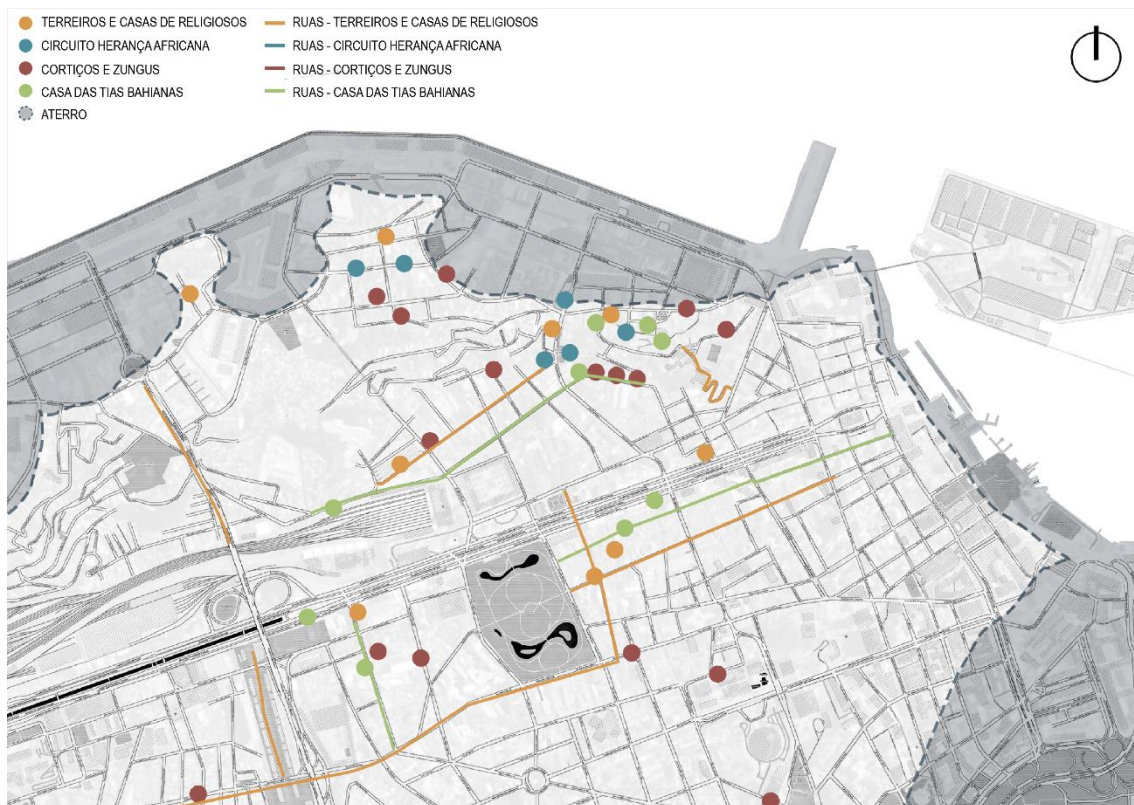 TERREIROS E CASAS DE RELIGIOSOS
CIRCUITO HERANÇA AFRICANA
CORTIÇOS E ZUNGUS
CASA DAS TIAS BAHIANAS
ATERRO
RUAS - TERREIROS E CASAS DE RELIGIOSOS
RUAS - CIRCUITO HERANÇA AFRICANA
RUAS - CORTIÇOS E ZUNGUS
RUAS - CASA DAS TIAS BAHIANAS